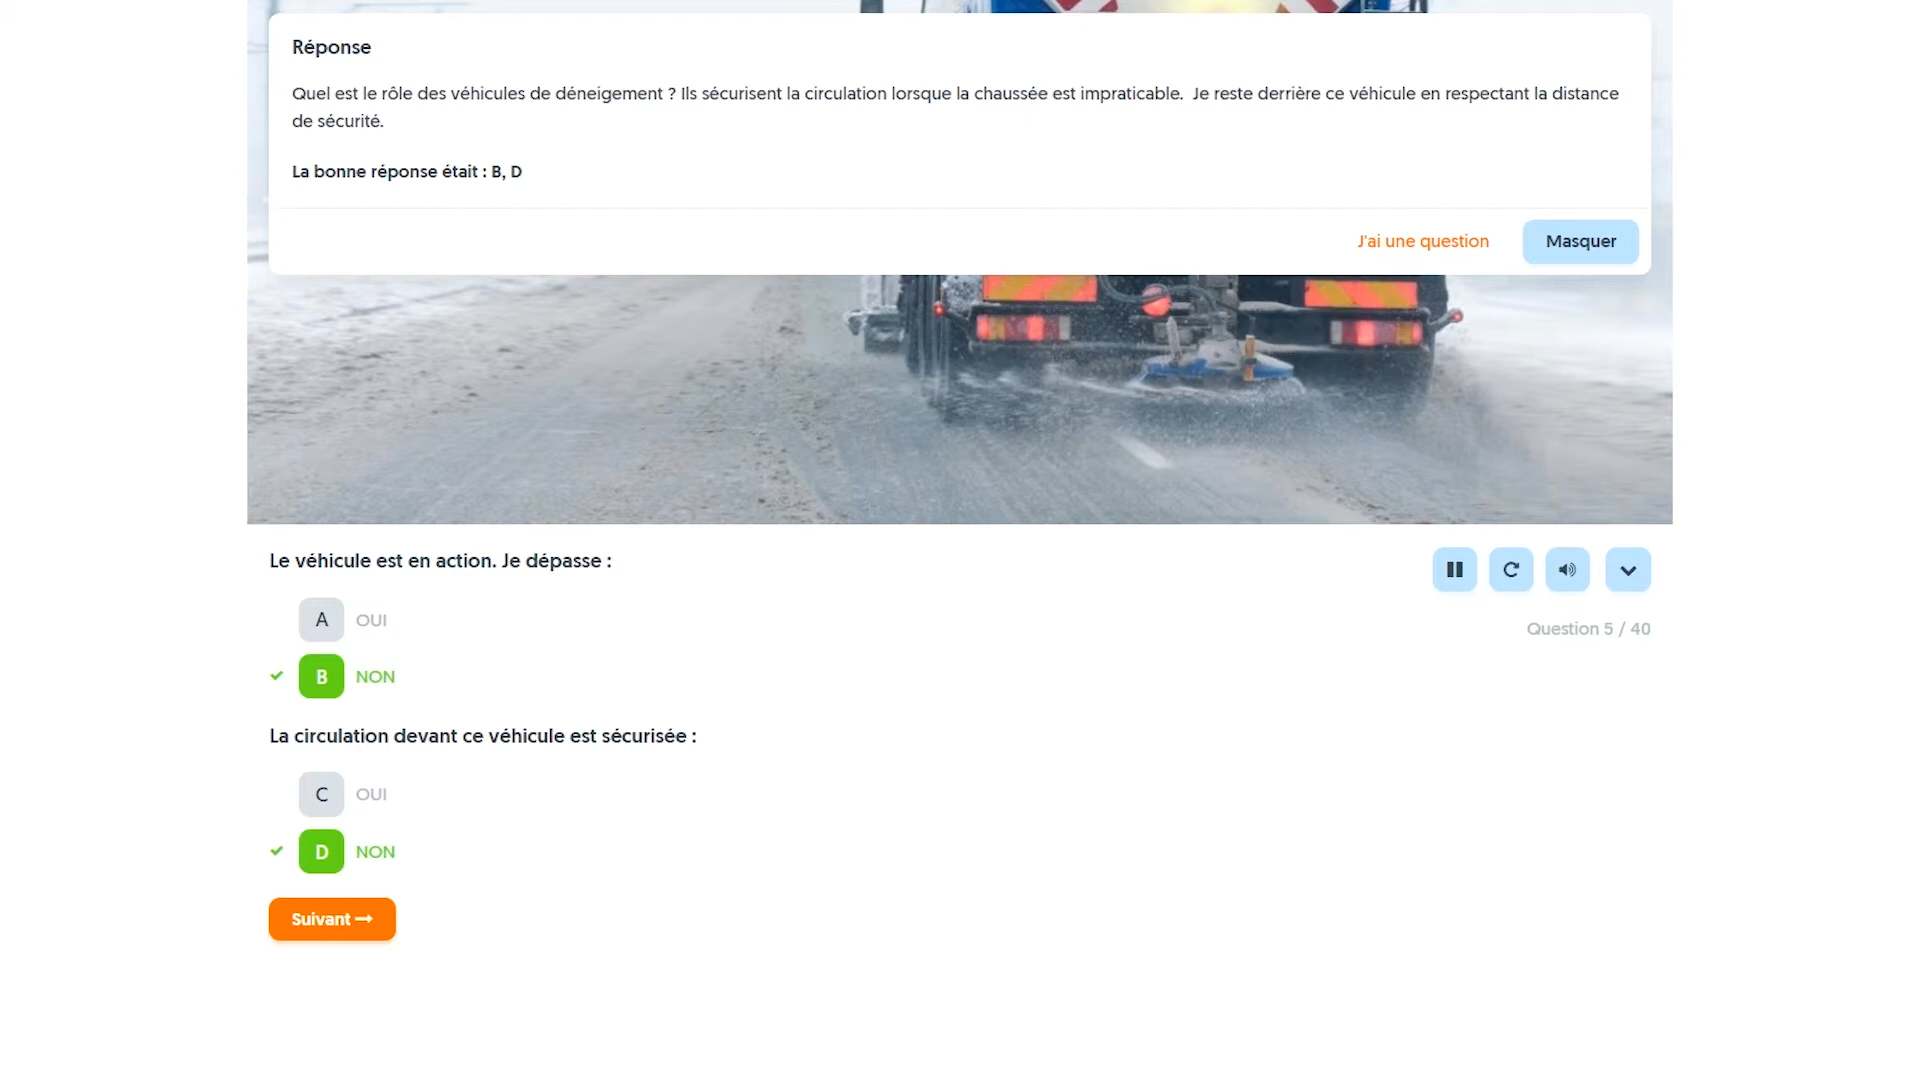 Réponse
Quel est le rôle des véhicules de déneigement ? Ils sécurisent la circulation lorsque la chaussée est impraticable.  Je reste derrière ce véhicule en respectant la distance
de sécurité.
La bonne réponse était : B, D
J'ai une question
Masquer
Le véhicule est en action. Je dépasse :
A OUI
B NON
Question 5 / 40
La circulation devant ce véhicule est sécurisée :
C OUI
D NON
Suivant →